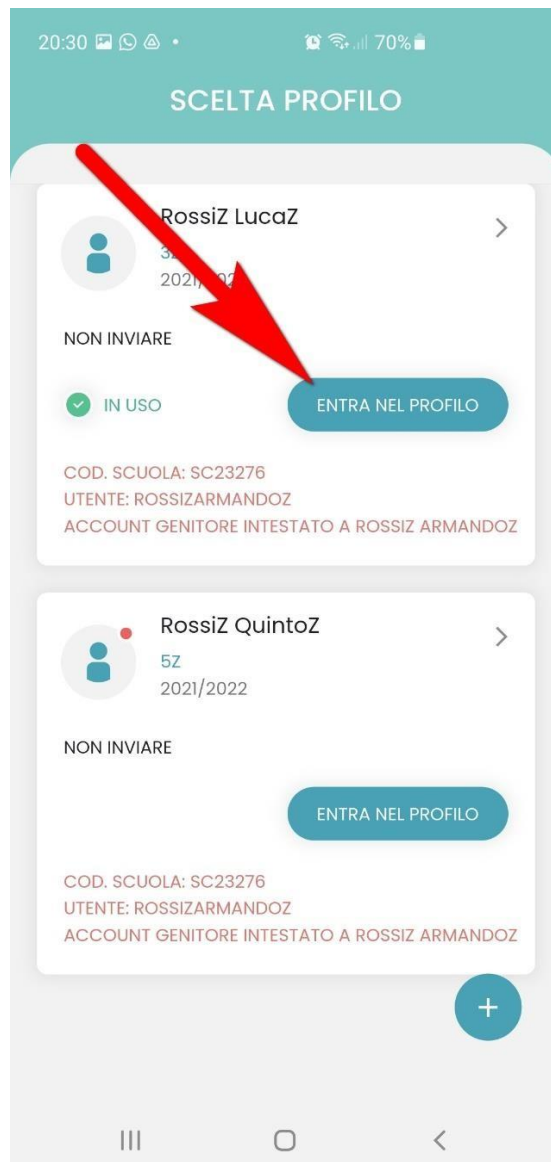 20:30 70%
SCELTA PROFILO
RossiZ LucaZ
NON INVIARE
IN USO
ENTRA NEL PROFILO
COD. SCUOLA: SC23276
UTENTE: ROSSIZARMANDOZ
ACCOUNT GENITORE INTESTATO A ROSSIZ ARMANDOZ
RossiZ QuintoZ
5Z
2021/2022
NON INVIARE
ENTRA NEL PROFILO
COD. SCUOLA: SC23276
UTENTE: ROSSIZARMANDOZ
ACCOUNT GENITORE INTESTATO A ROSSIZ ARMANDOZ